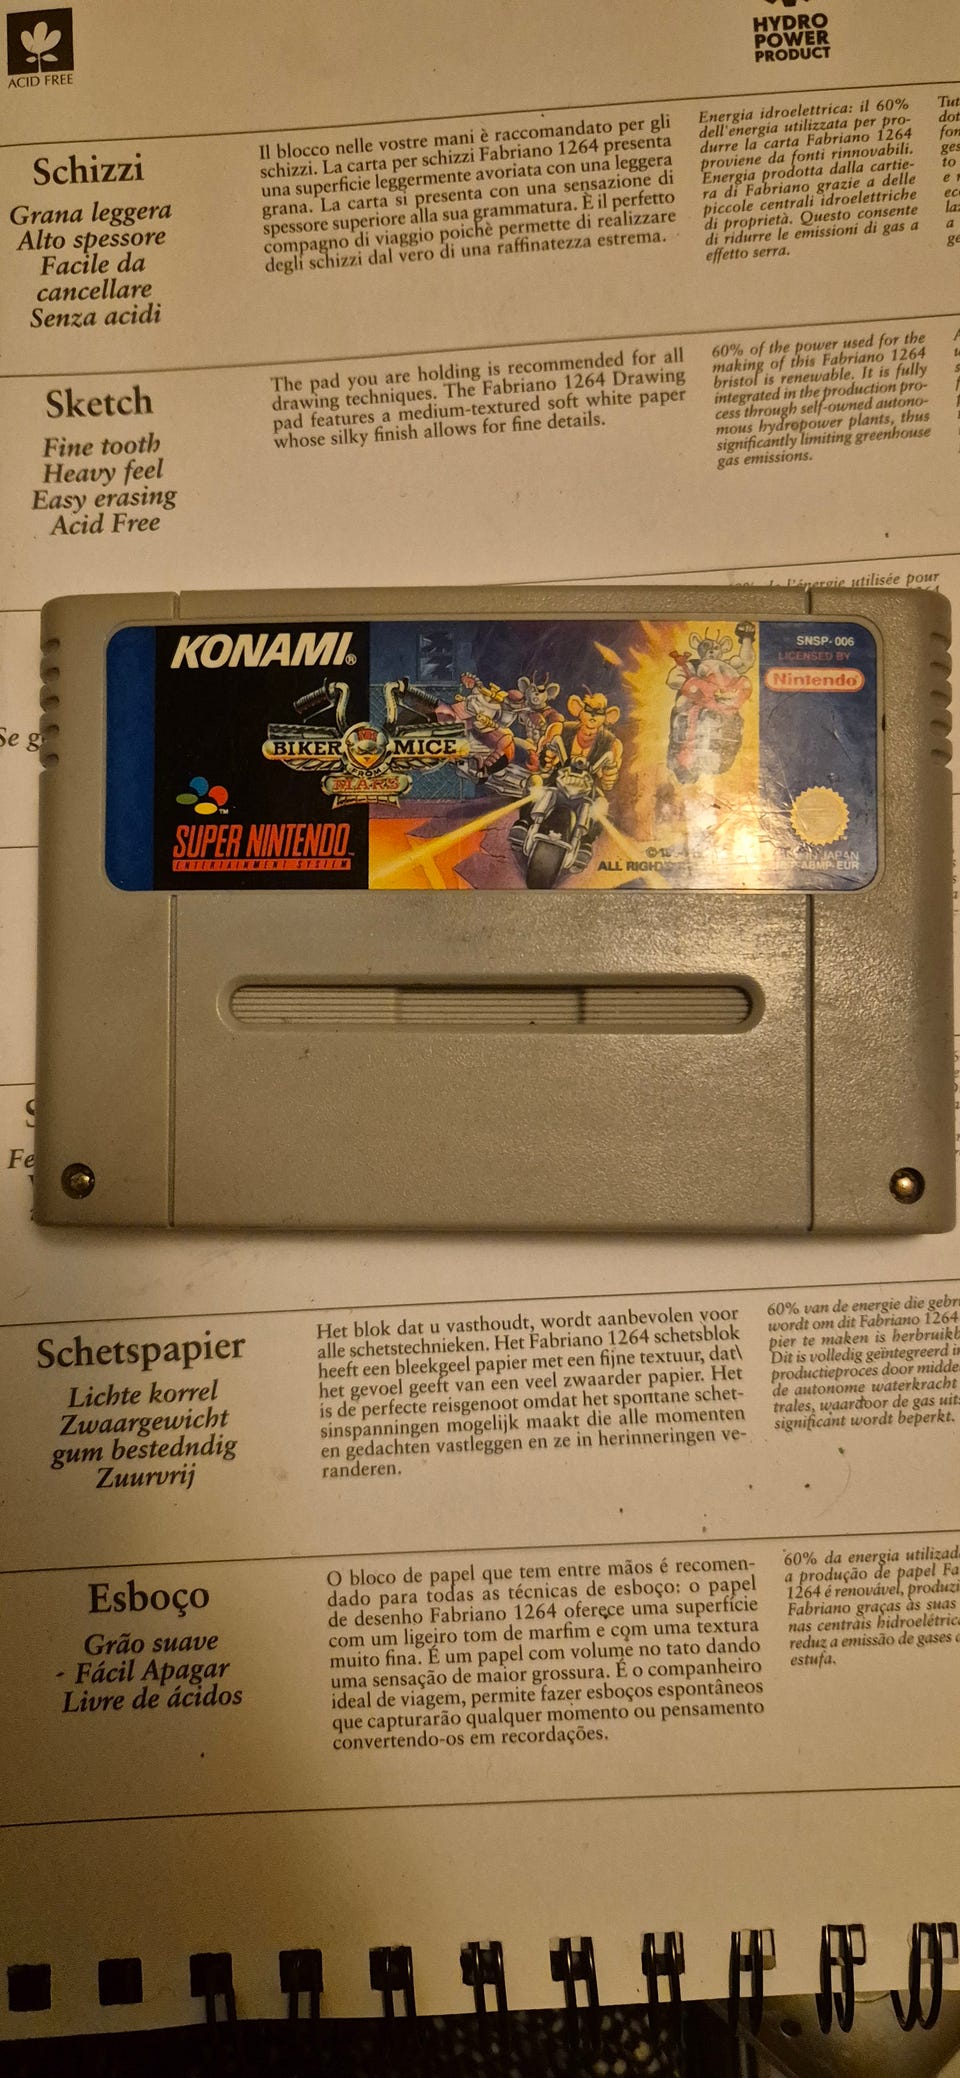 ACID FREE
HYDRO
POWER
PRODUCT
Schizzi
Grana leggera
Alto spessore
Facile da
cancellare
Senza acidi
Il blocco nelle vostre mani è raccomandato per gli
schizzi. La carta per schizzi Fabriano 1264 presenta
una superficie leggermente avoriata con una leggera
grana. La carta si presenta con una sensazione di
spessore superiore alla sua grammatura. È il perfetto
compagno di viaggio poichè permette di realizzare
degli schizzi dal vero di una raffinatezza estrema.
Energia idroelettrica: il 60%
dell'energia utilizzata per pro-
durre la carta Fabriano 1264
proviene da fonti rinnovabili.
Energia prodotta dalla cartie-
ra di Fabriano grazie a delle
piccole centrali idroelettriche
di proprietà. Questo consente
di ridurre le emissioni di gas a
effetto serra.
Sketch
Fine tooth
Heavy feel
Easy erasing
Acid Free
The pad you are holding is recommended for all
drawing techniques. The Fabriano 1264 Drawing
pad features a medium-textured soft white paper
whose silky finish allows for fine details.
60% of the power used for the
making of this Fabriano 1264
bristol is renewable. It is fully
integrated in the production pro-
cess through self-owned autono-
mous hydropower plants, thus
significantly limiting greenhouse
gas emissions.
l'énergie utilisée pour
KONAMI®
BIKER MICE
FROM
MARS
SUPER NINTENDO™
ENTERTAINMENT SYSTEM
SNSP-006
LICENSED BY
Nintendo
ALL
JAPAN
Schetspapier
Lichte korrel
Zwaargewicht
gum bestedndig
Zuurvrij
Het blok dat u vasthoudt, wordt aanbevolen voor
alle schetstechnieken. Het Fabriano 1264 schetsblok
heeft een bleekgeel papier met een fijne textuur, dat\
het gevoel geeft van een veel zwaarder papier. Het
is de perfecte reisgenoot omdat het spontane schet-
sinspanningen mogelijk maakt die alle momenten
en gedachten vastleggen en ze in herinneringen ve-
randeren.
60% van de energie die gebr
wordt om dit Fabriano 1264
pier te maken is herbruikb
Dit is volledig geïntegreerd i
productieproces door midde
de autonome waterkracht
trales, waardoor de gas uit
significant wordt beperkt.
Esboço
Grão suave
- Fácil Apagar
Livre de ácidos
O bloco de papel que tem entre mãos é recomen-
dado para todas as técnicas de esboço: o papel
de desenho Fabriano 1264 oferece uma superfície
com um ligeiro tom de marfim e com uma textura
muito fina. É um papel com volume no tato dando
uma sensação de maior grossura. É o companheiro
ideal de viagem, permite fazer esboços espontâneos
que capturarão qualquer momento ou pensamento
convertendo-os em recordações.
60% da energia utilizad
a produção de papel Fa
1264 é renovável, produzi
Fabriano graças às suas
nas centrais hidroelétric
reduz a emissão de gases
estufa.